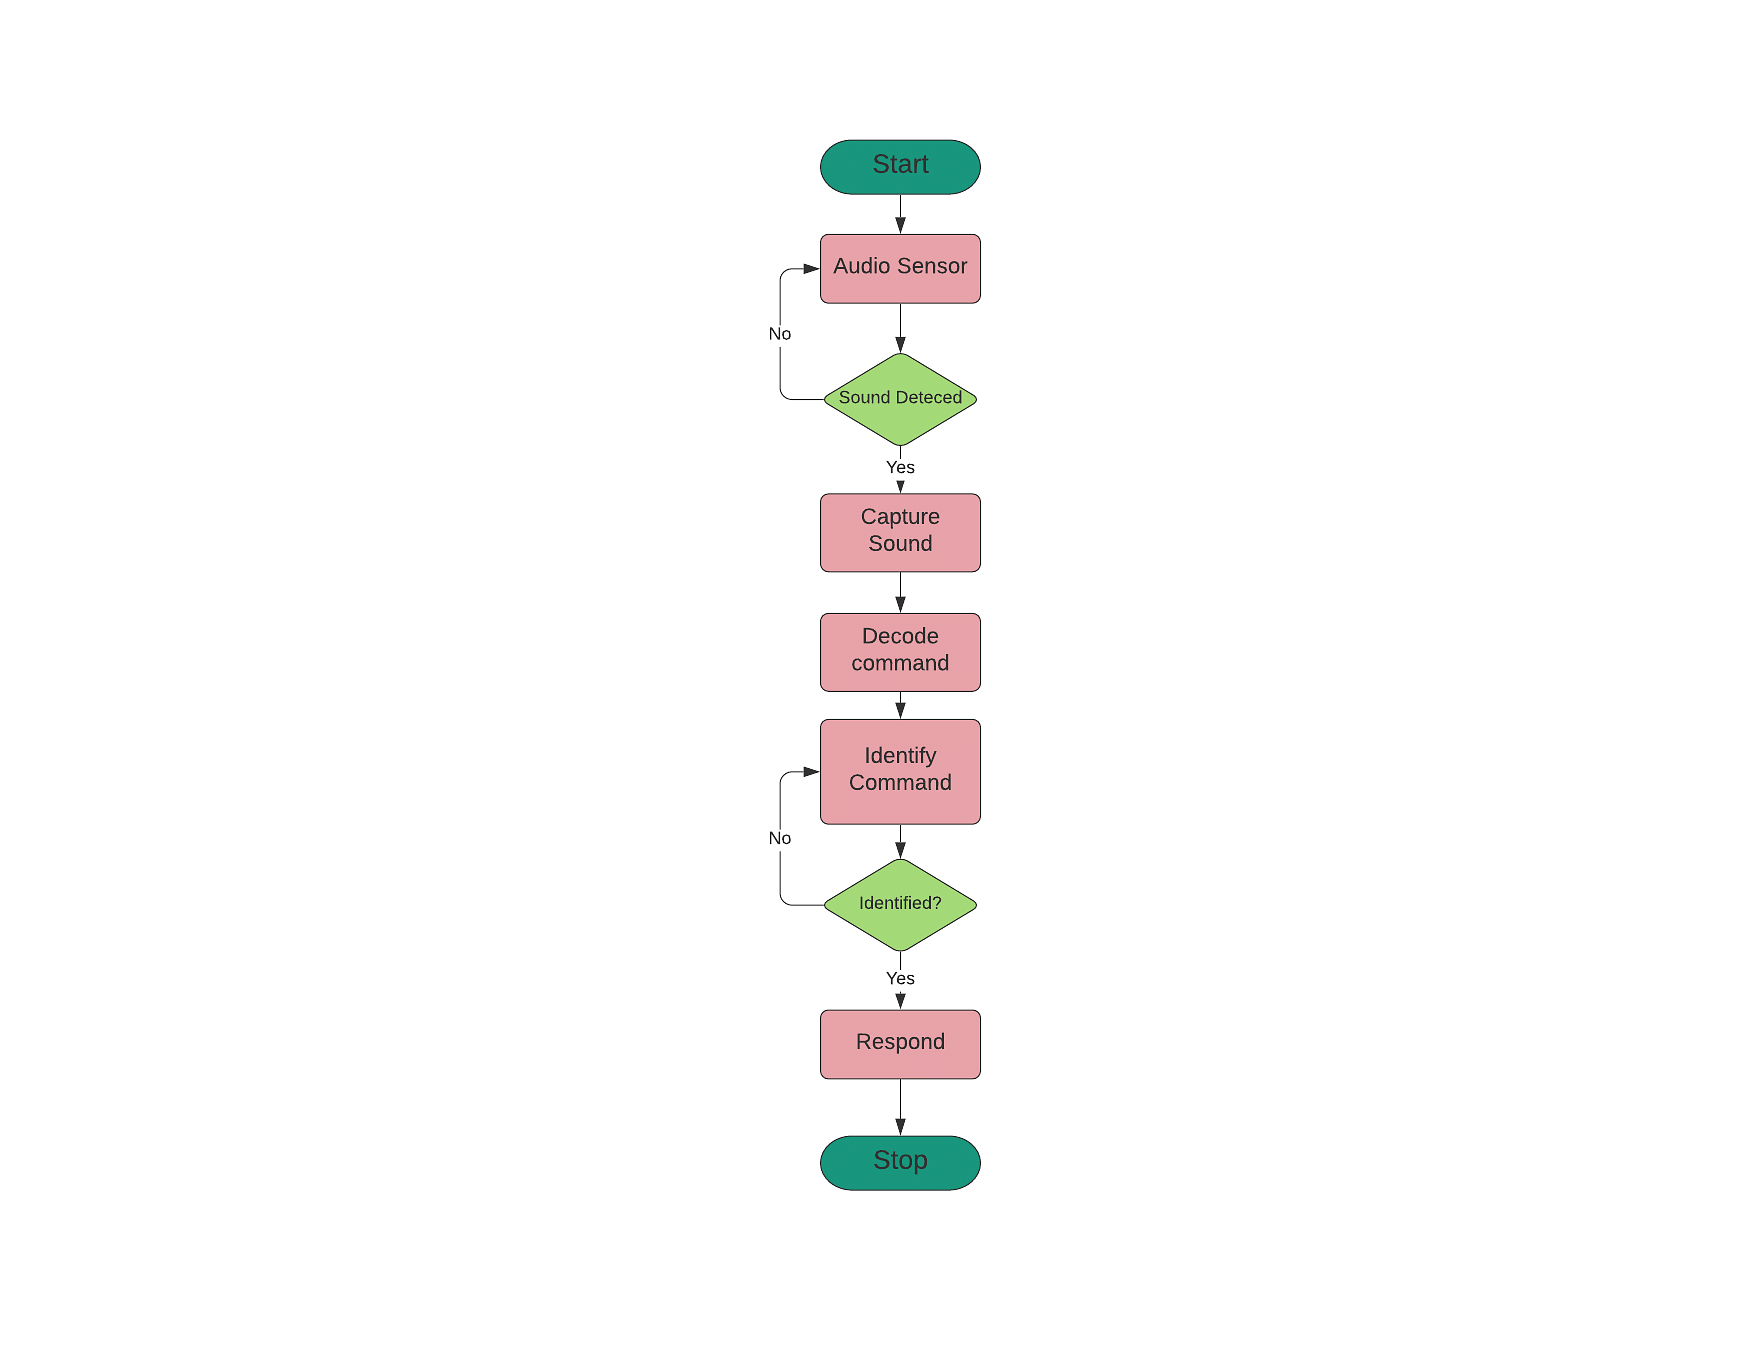 Start
Audio Sensor
No
Sound Deteced
Yes
Capture
Sound
Decode
command
Identify
Command
No
Identified?
Yes
Respond
Stop